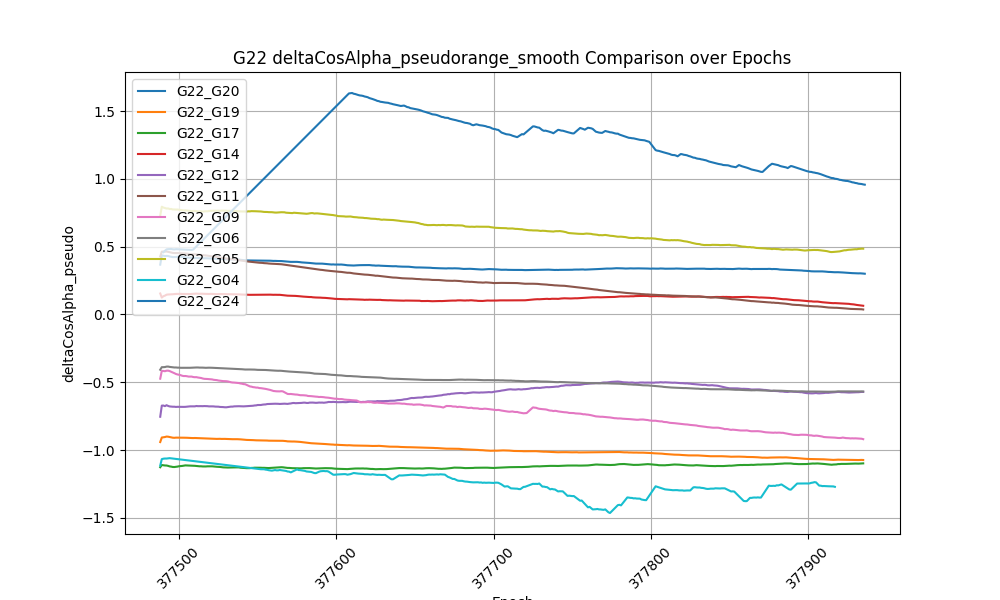 G22 deltaCosAlpha_pseudorange_smooth Comparison over Epochs
deltaCosAlpha_pseudo
1.5
1.0
0.5
0.0
−0.5
−1.0
−1.5
G22_G20
G22_G19
G22_G17
G22_G14
G22_G12
G22_G11
G22_G09
G22_G06
G22_G05
G22_G04
G22_G24
377500
377600
377700
377800
377900
Epoch